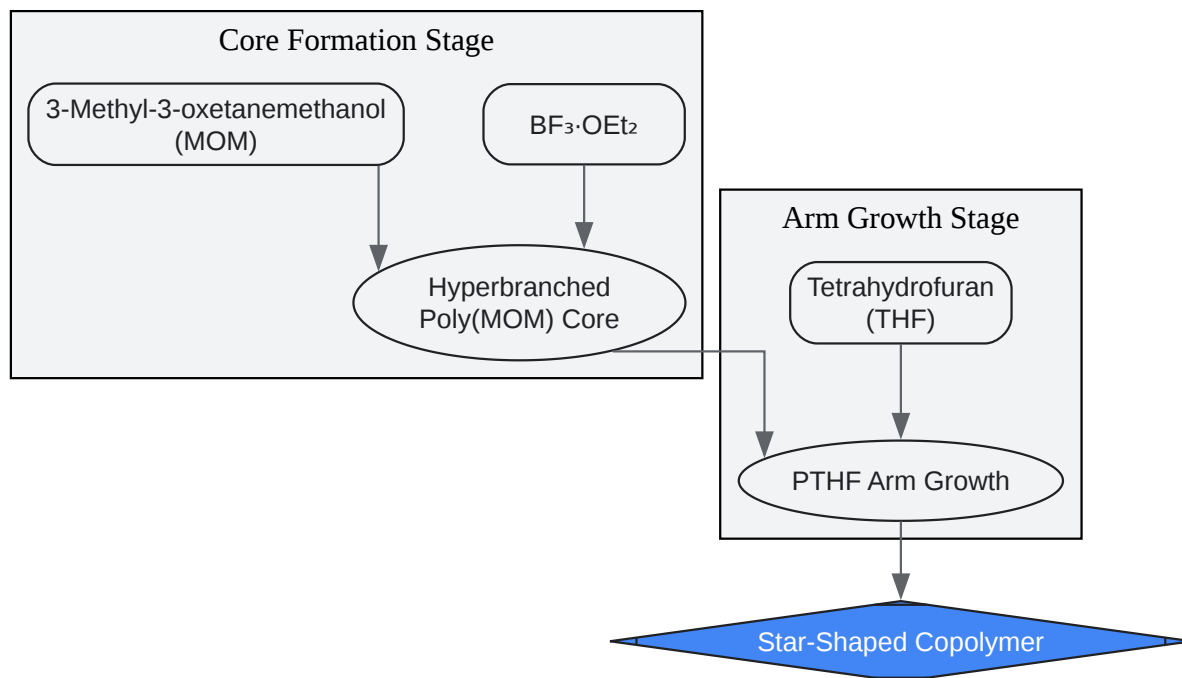 Core Formation Stage
3-Methyl-3-oxetanemethanol
(MOM)
BF₃·OEt₂
Hyperbranched
Poly(MOM) Core
Arm Growth Stage
Tetrahydrofuran
(THF)
PTHF Arm Growth
Star-Shaped Copolymer